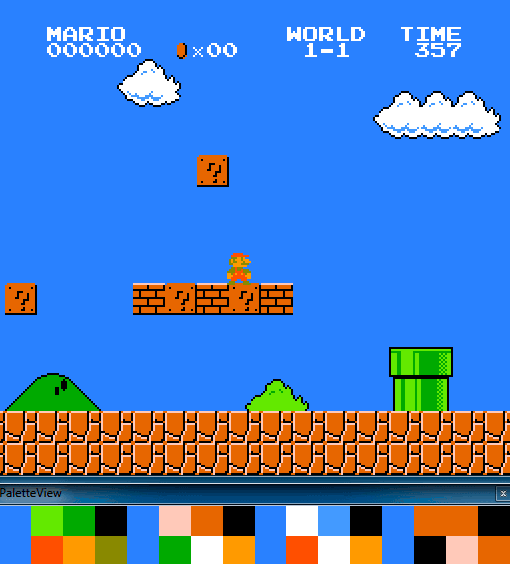 MARIO WORLD TIME
000000 ×00 1-1 357
?
?
? ?
PaletteView x